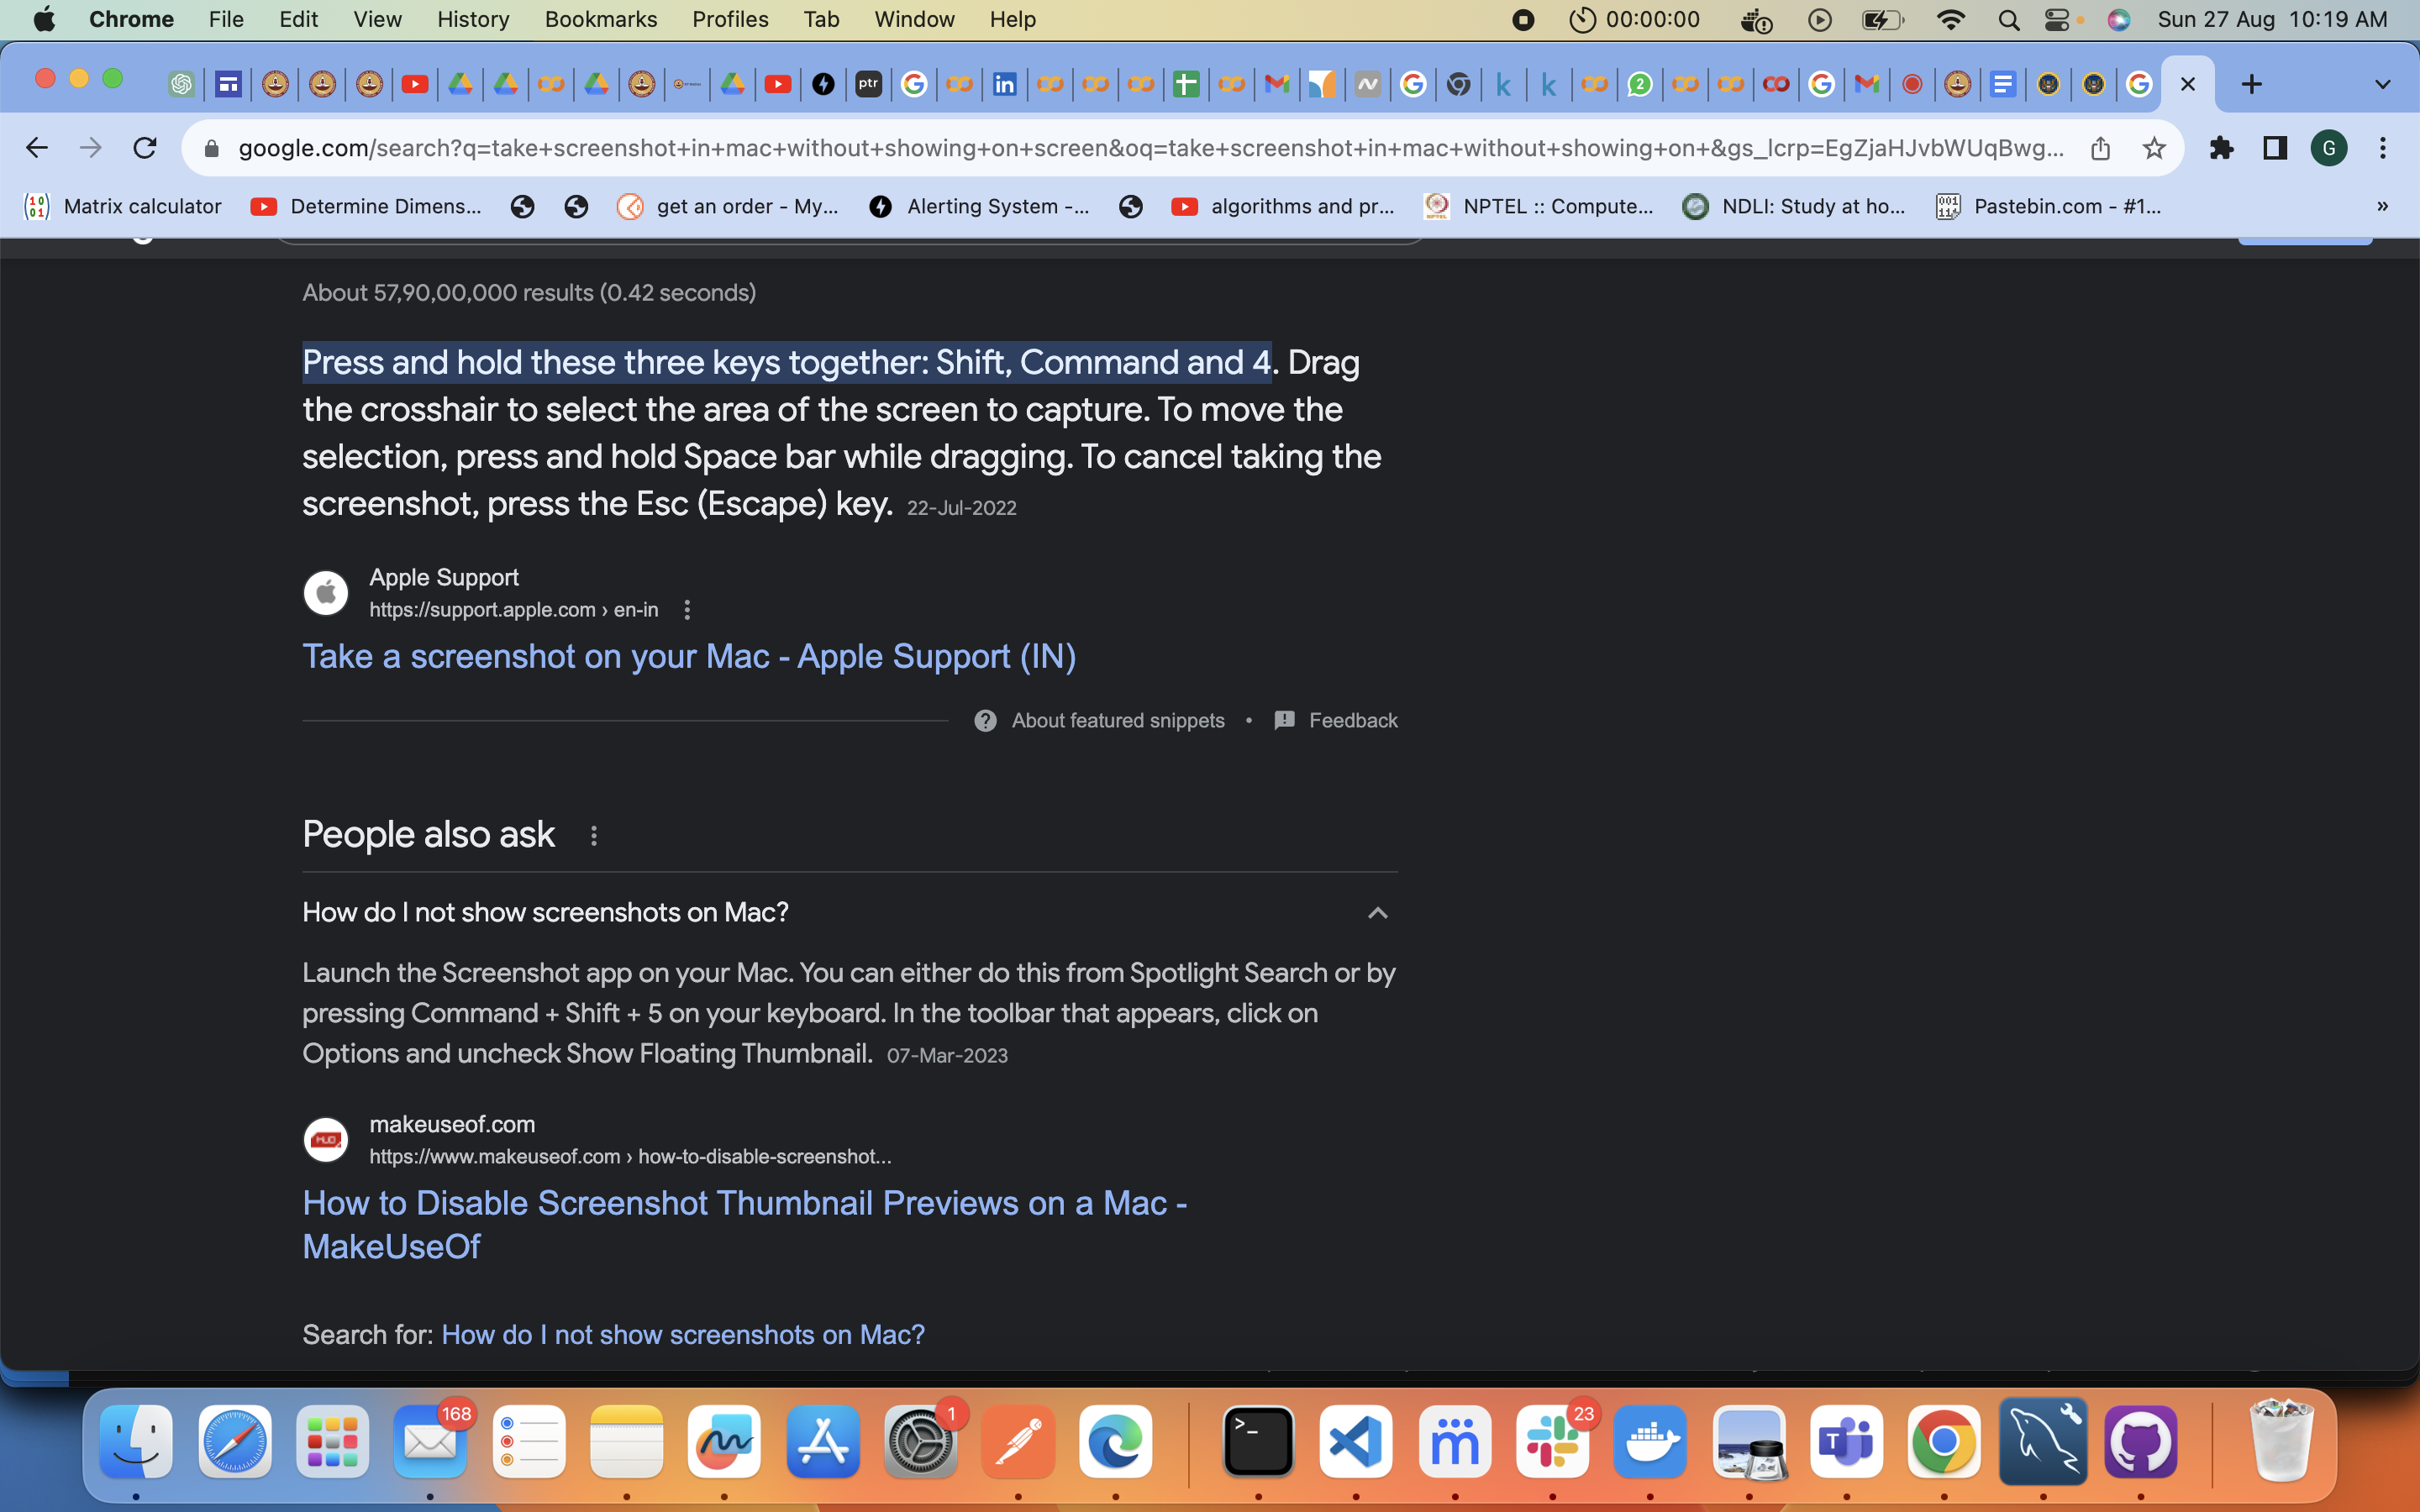 Chrome File Edit View History Bookmarks Profiles Tab Window Help 00:00:00 Sun 27 Aug 10:19 AM
ptr in k k 2
google.com/search?q=take+screenshot+in+mac+without+showing+on+screen&oq=take+screenshot+in+mac+without+showing+on+&gs_lcrp=EgZjaHJvbWUqBwg... G
Matrix calculator Determine Dimens... get an order - My... Alerting System -... algorithms and pr... NPTEL :: Compute... NDLI: Study at ho... Pastebin.com - #1... »
About 57,90,00,000 results (0.42 seconds)
Press and hold these three keys together: Shift, Command and 4. Drag
the crosshair to select the area of the screen to capture. To move the
selection, press and hold Space bar while dragging. To cancel taking the
screenshot, press the Esc (Escape) key. 22-Jul-2022
Apple Support
https://support.apple.com › en-in
Take a screenshot on your Mac - Apple Support (IN)
About featured snippets • Feedback
People also ask
How do I not show screenshots on Mac?
Launch the Screenshot app on your Mac. You can either do this from Spotlight Search or by
pressing Command + Shift + 5 on your keyboard. In the toolbar that appears, click on
Options and uncheck Show Floating Thumbnail. 07-Mar-2023
makeuseof.com
https://www.makeuseof.com › how-to-disable-screenshot...
How to Disable Screenshot Thumbnail Previews on a Mac -
MakeUseOf
Search for: How do I not show screenshots on Mac?
168 1 23